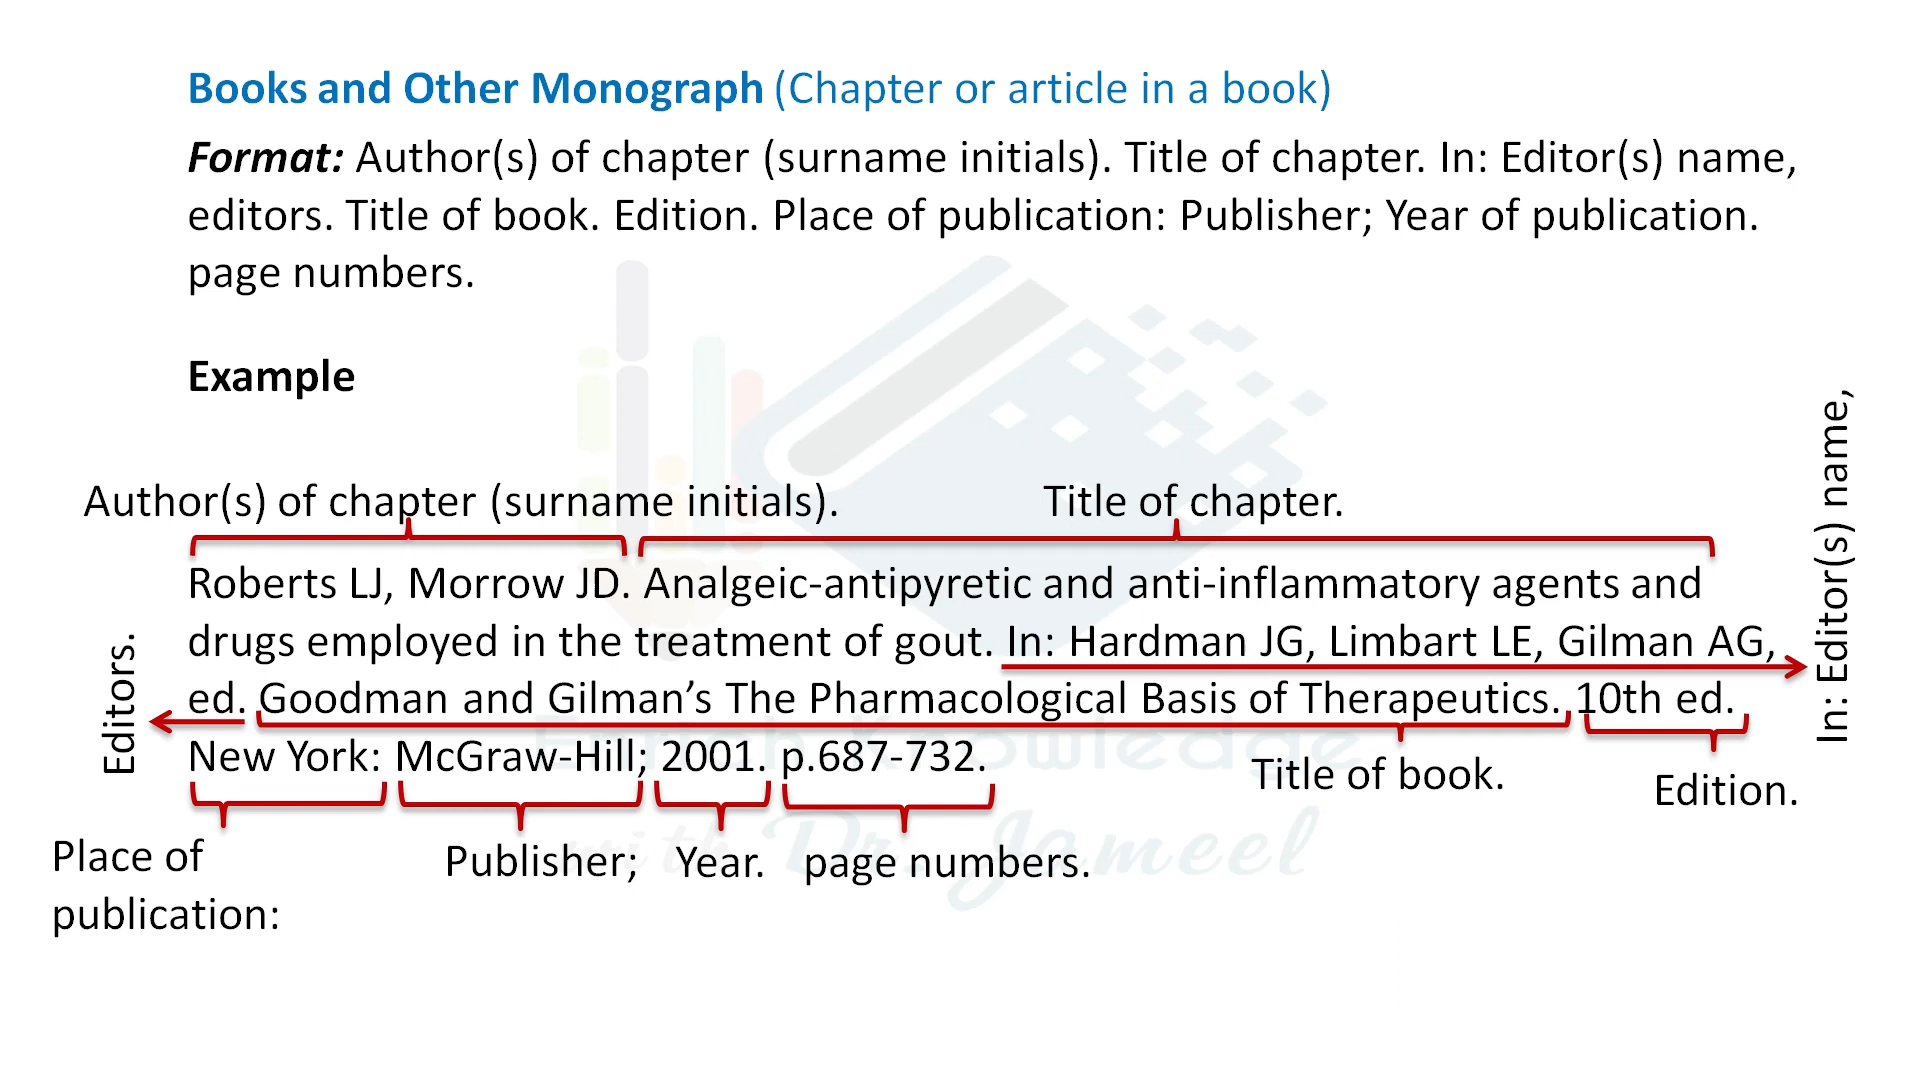 Books and Other Monograph (Chapter or article in a book)
Format: Author(s) of chapter (surname initials). Title of chapter. In: Editor(s) name,
editors. Title of book. Edition. Place of publication: Publisher; Year of publication.
page numbers.
Example
Author(s) of chapter (surname initials).
Title of chapter.
Roberts LJ, Morrow JD. Analgeic-antipyretic and anti-inflammatory agents and
drugs employed in the treatment of gout. In: Hardman JG, Limbart LE, Gilman AG,
ed. Goodman and Gilman’s The Pharmacological Basis of Therapeutics. 10th ed.
New York: McGraw-Hill; 2001. p.687-732.
In: Editor(s) name,
Editors.
Title of book.
Edition.
Place of
publication:
Publisher;
Year.
page numbers.
Enrich Knowledge
with Dr. Jameel